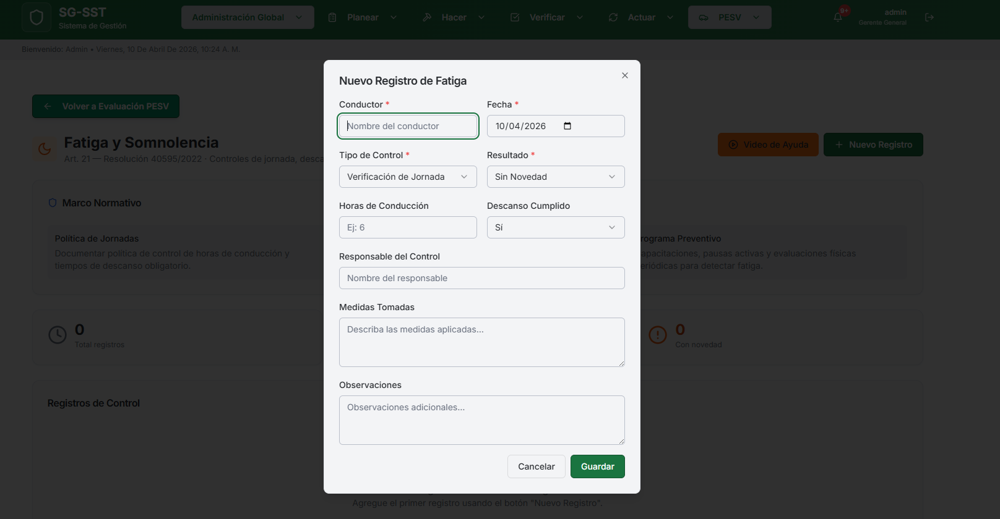 SG-SST
Sistema de Gestión
Administración Global
Planear
Hacer
Verificar
Actuar
PESV
9+
admin
Gerente General
Bienvenido: Admin • Viernes, 10 De Abril De 2026, 10:24 A. M.
Volver a Evaluación PESV
Fatiga y Somnolencia
Art. 21 — Resolución 40595/2022 · Controles de jornada, desca
Video de Ayuda
Nuevo Registro
Marco Normativo
Política de Jornadas
Documentar política de control de horas de conducción y
tiempos de descanso obligatorio.
rograma Preventivo
apacitaciones, pausas activas y evaluaciones físicas
eriódicas para detectar fatiga.
0
Total registros
0
Con novedad
Registros de Control
Nuevo Registro de Fatiga
Conductor *
Nombre del conductor
Fecha *
10/04/2026
Tipo de Control *
Verificación de Jornada
Resultado *
Sin Novedad
Horas de Conducción
Ej: 6
Descanso Cumplido
Sí
Responsable del Control
Nombre del responsable
Medidas Tomadas
Describa las medidas aplicadas...
Observaciones
Observaciones adicionales...
Cancelar
Guardar
Agregue el primer registro usando el botón "Nuevo Registro".